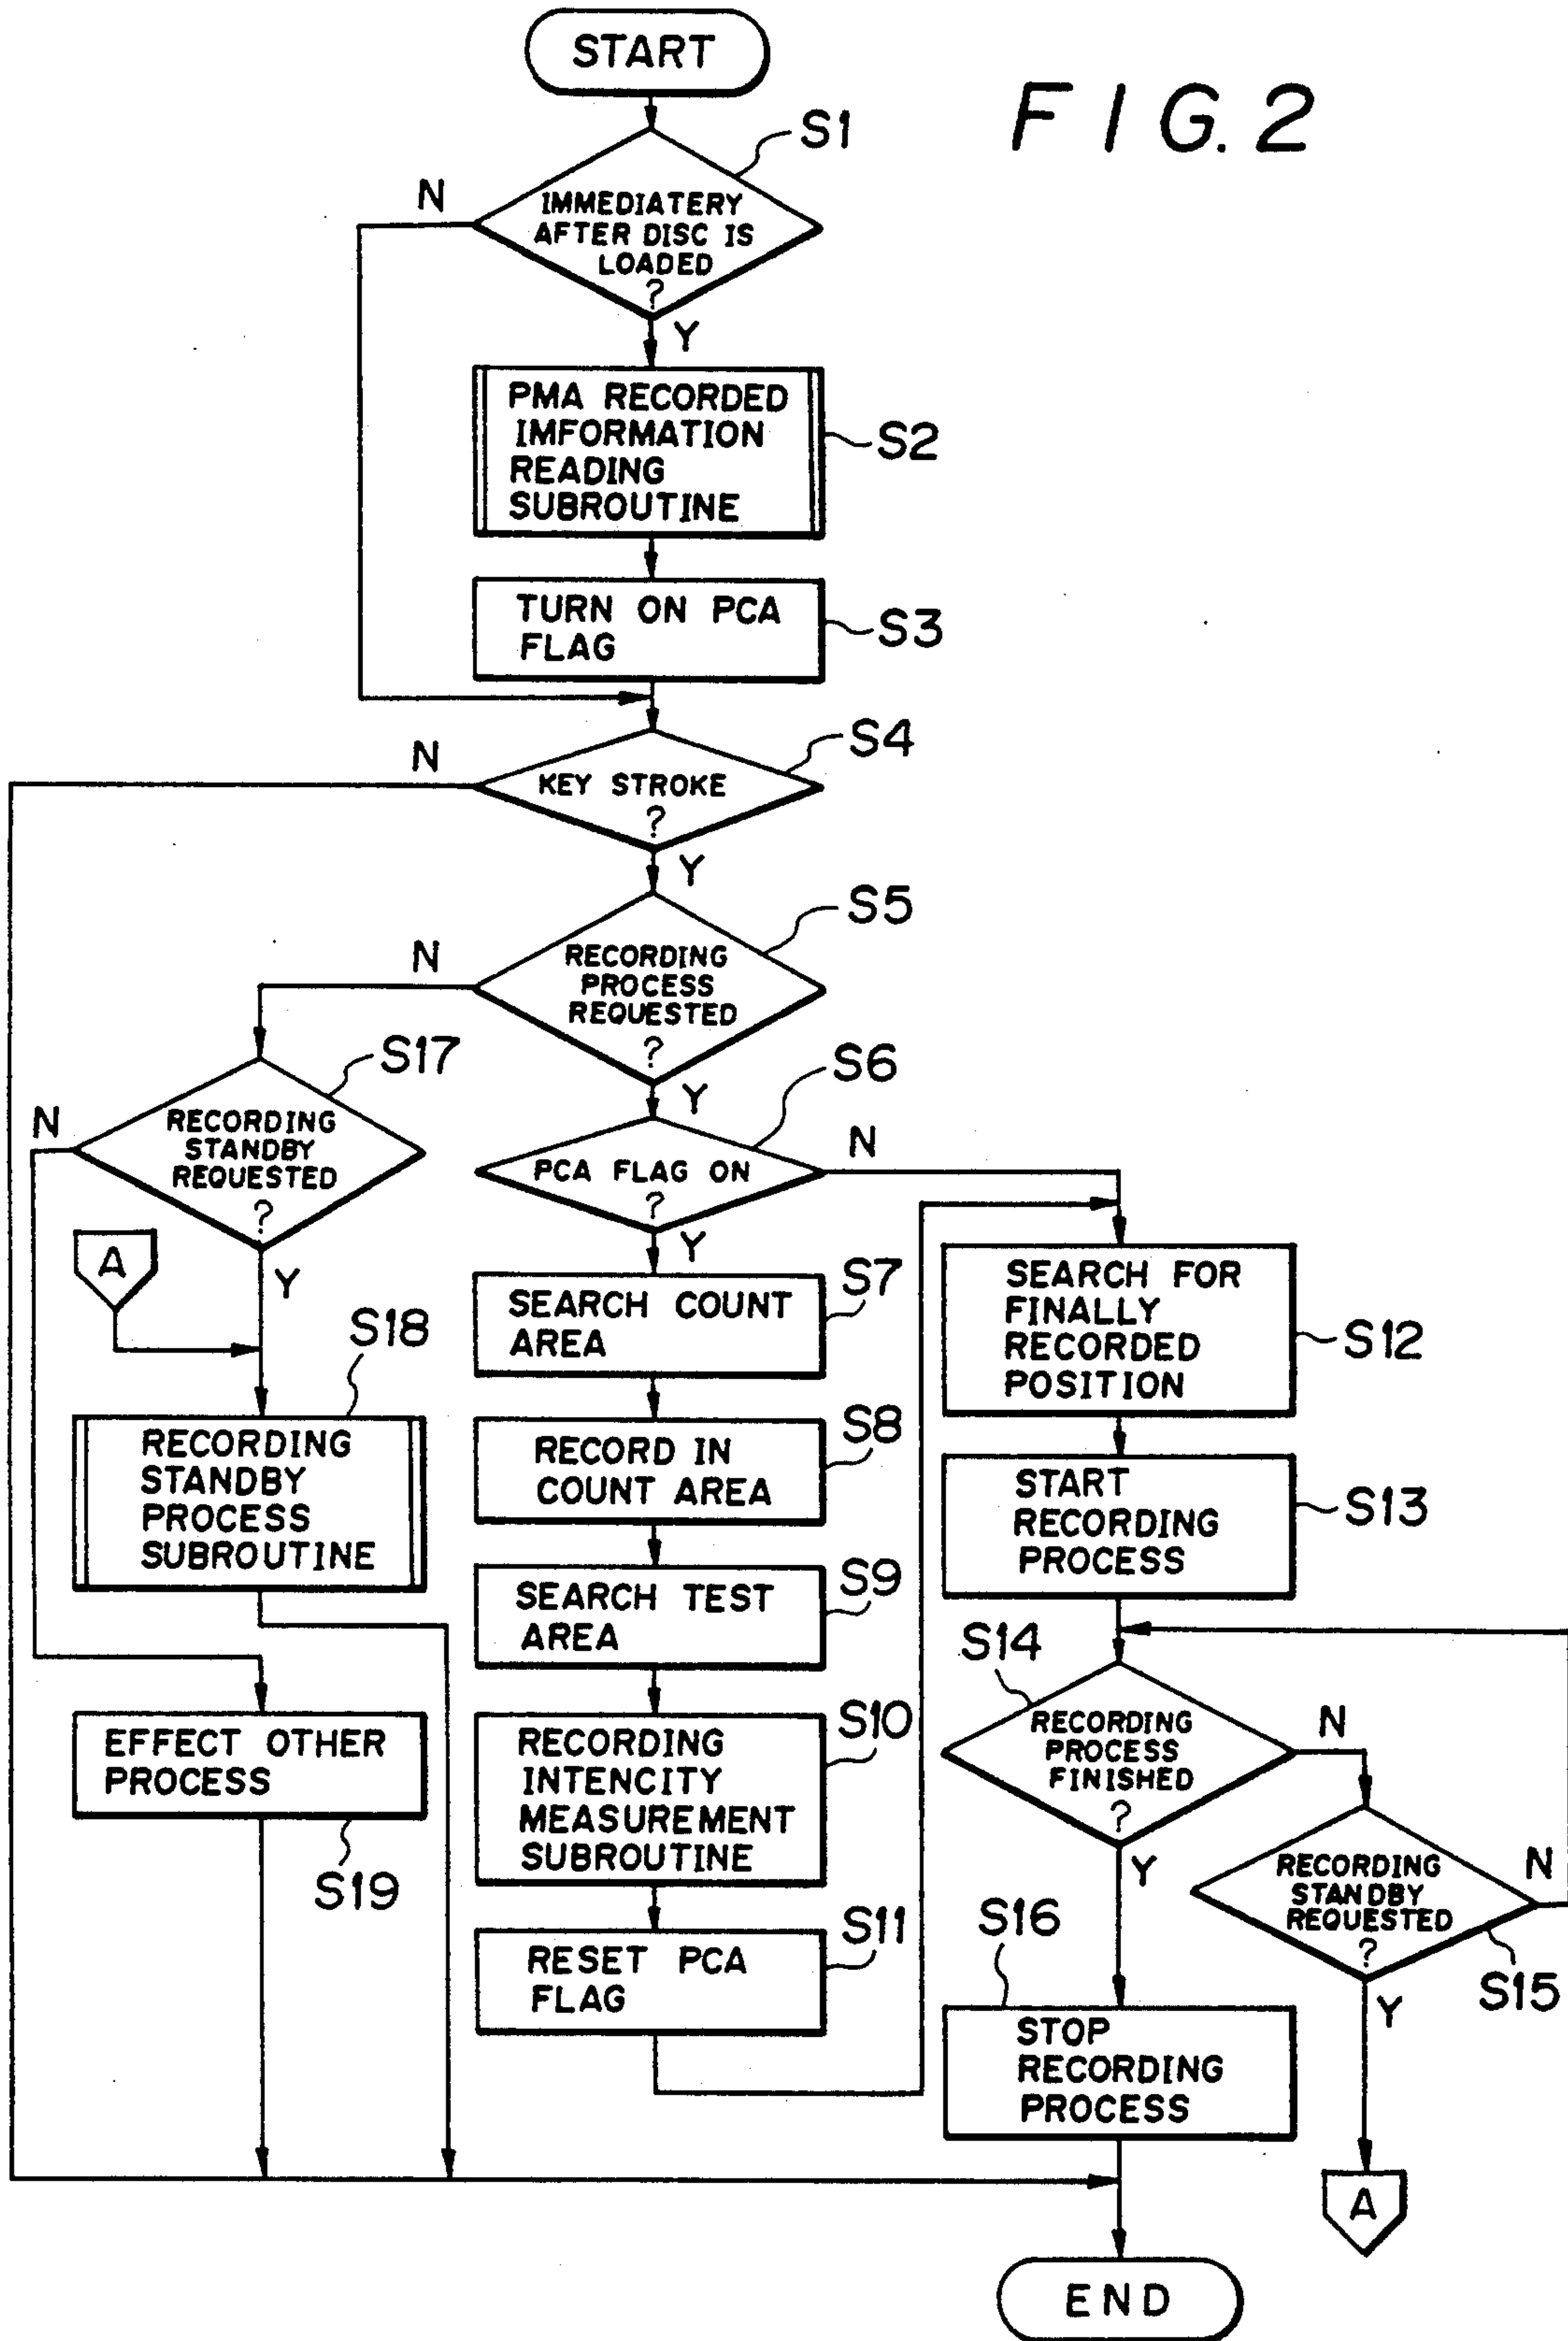 START
FIG.2
S1
N
IMMEDIATERY
AFTER DISC IS
LOADED
?
Y
PMA RECORDED
IMFORMATION
READING
SUBROUTINE
S2
TURN ON PCA
FLAG
S3
S4
N
KEY STROKE
?
Y
S5
N
RECORDING
PROCESS
REQUESTED
?
Y
S17
N
RECORDING
STANDBY
REQUESTED
?
Y
A
S18
RECORDING
STANDBY
PROCESS
SUBROUTINE
EFFECT OTHER
PROCESS
S19
S6
PCA FLAG ON
?
N
Y
S7
SEARCH COUNT
AREA
S8
RECORD IN
COUNT AREA
S9
SEARCH TEST
AREA
S10
RECORDING
INTENCITY
MEASUREMENT
SUBROUTINE
S11
RESET PCA
FLAG
SEARCH FOR
FINALLY
RECORDED
POSITION
S12
START
RECORDING
PROCESS
S13
S14
RECORDING
PROCESS
FINISHED
?
N
Y
RECORDING
STANDBY
REQUESTED
?
N
S15
Y
S16
STOP
RECORDING
PROCESS
A
END